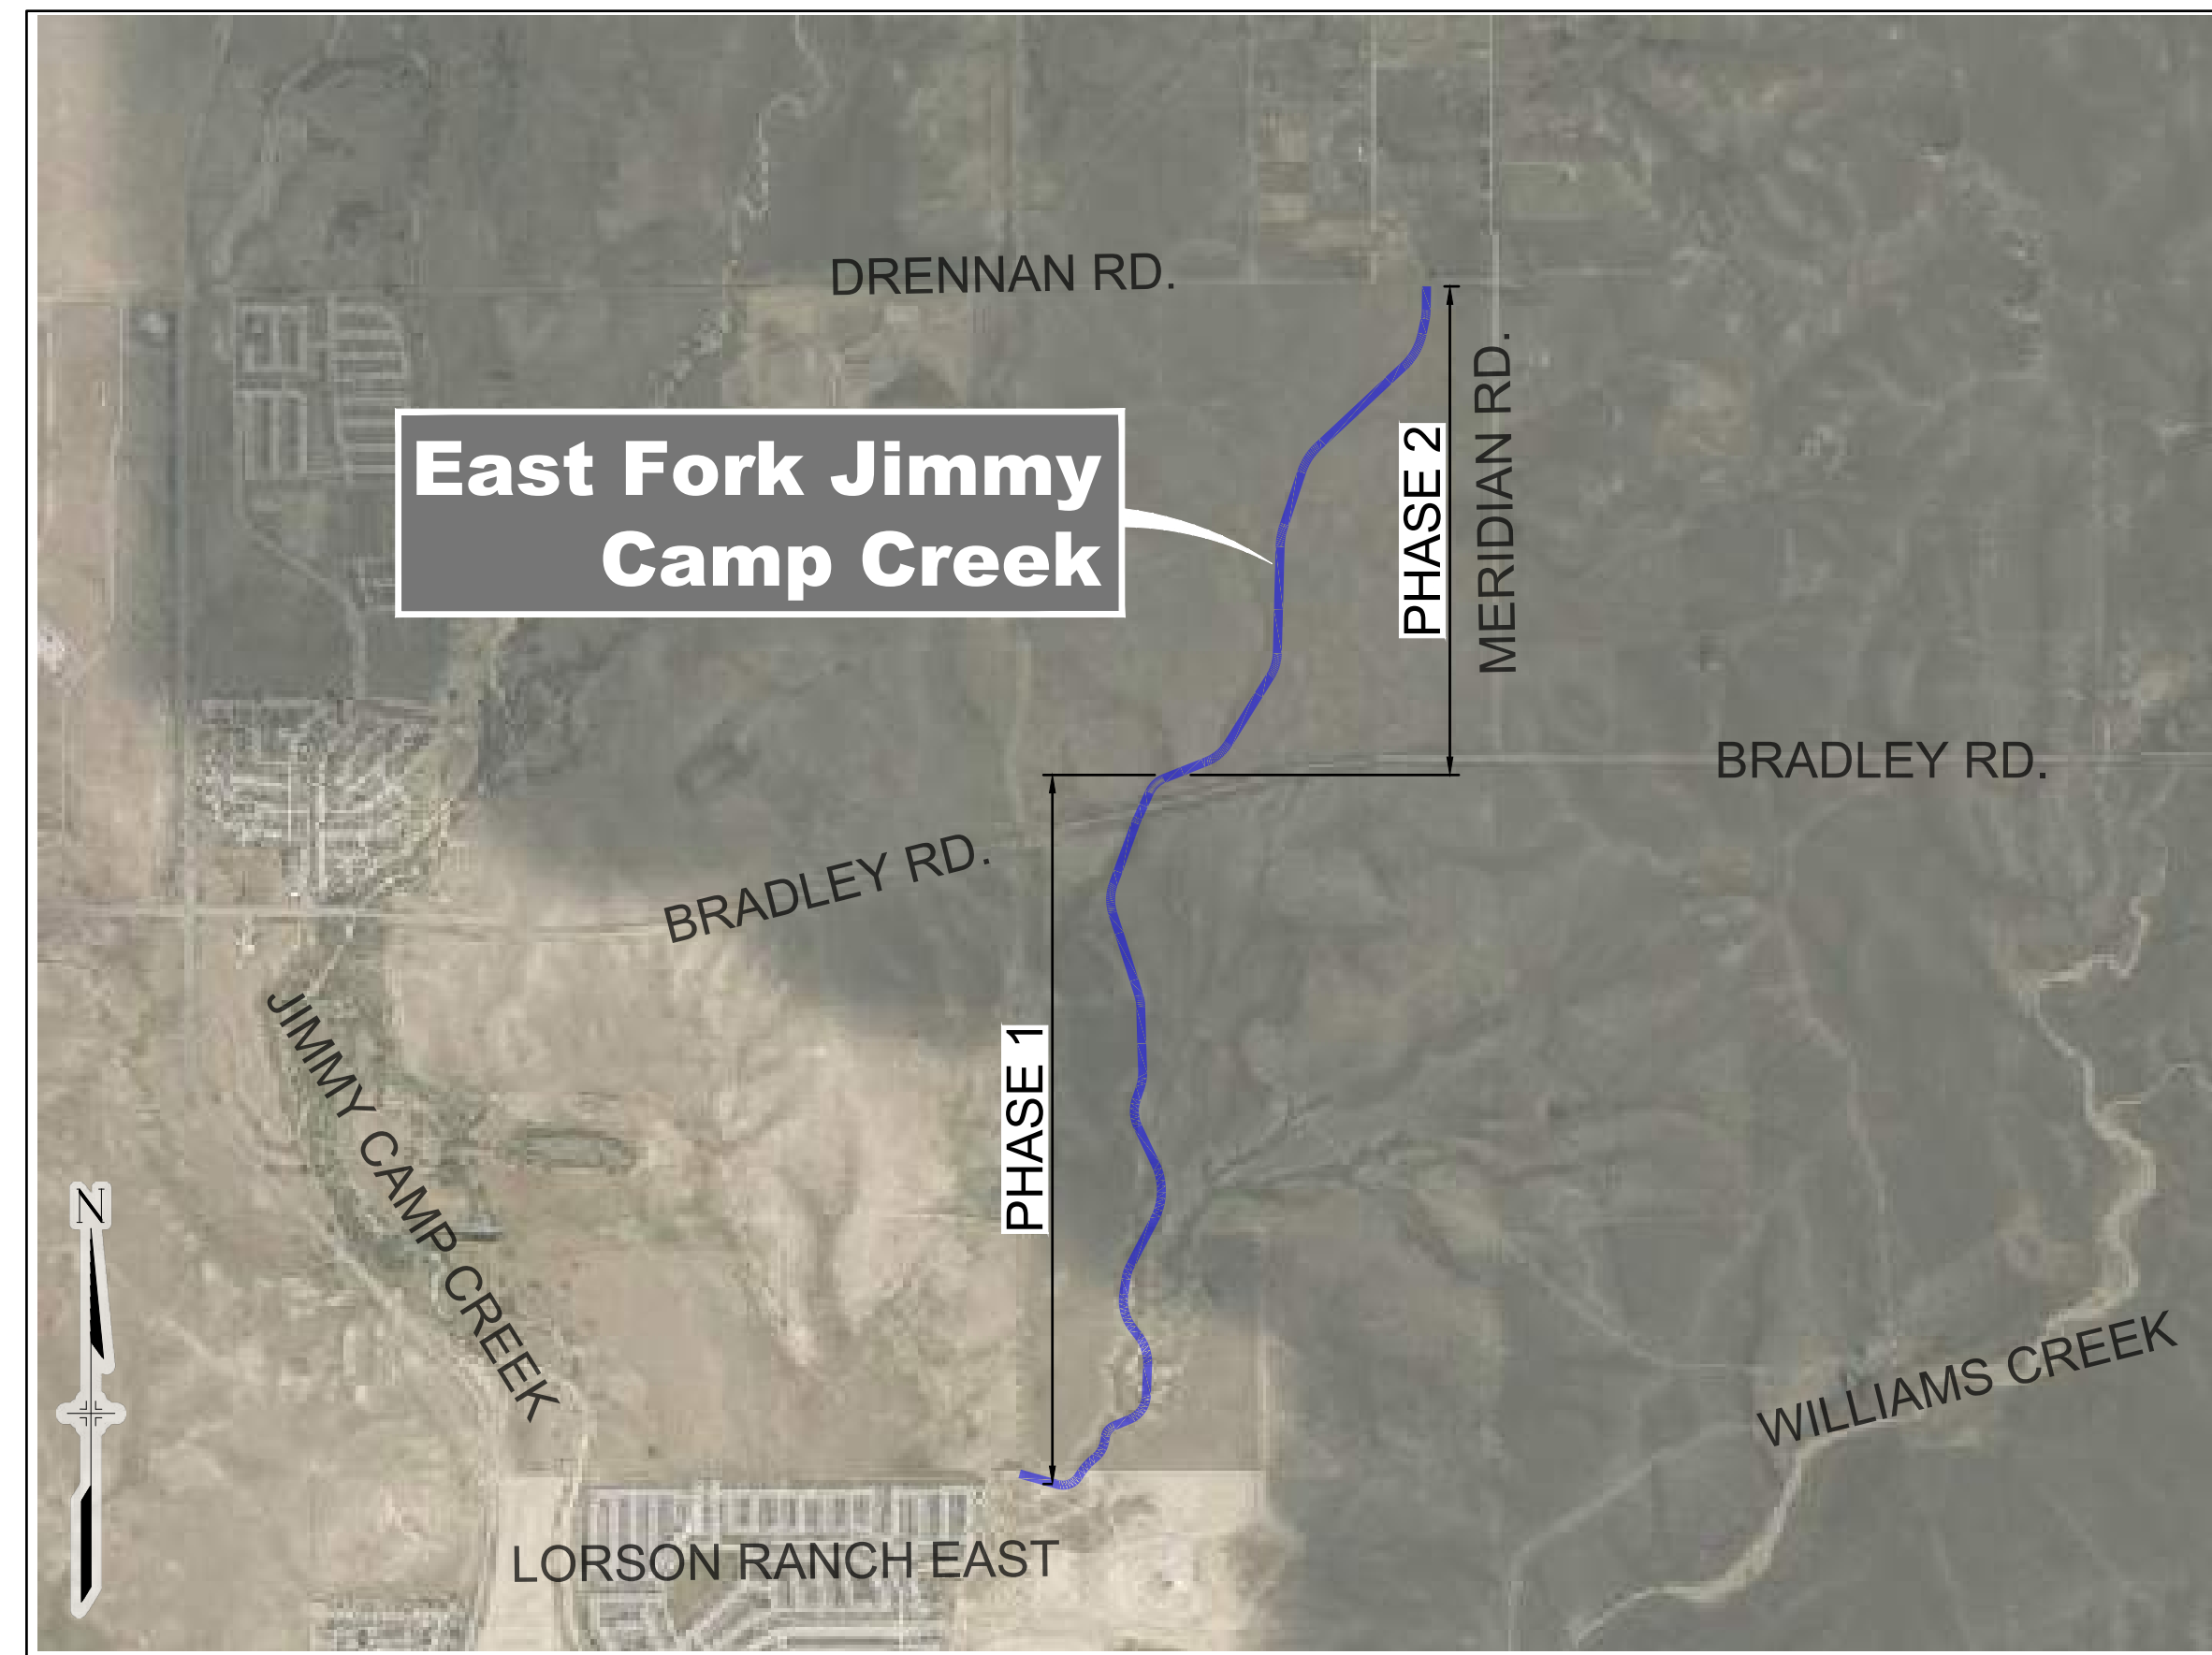 DRENNAN RD.
East Fork Jimmy
Camp Creek
PHASE 2
MERIDIAN RD.
BRADLEY RD.
BRADLEY RD.
PHASE 1
JIMMY CAMP CREEK
N
WILLIAMS CREEK
LORSON RANCH EAST